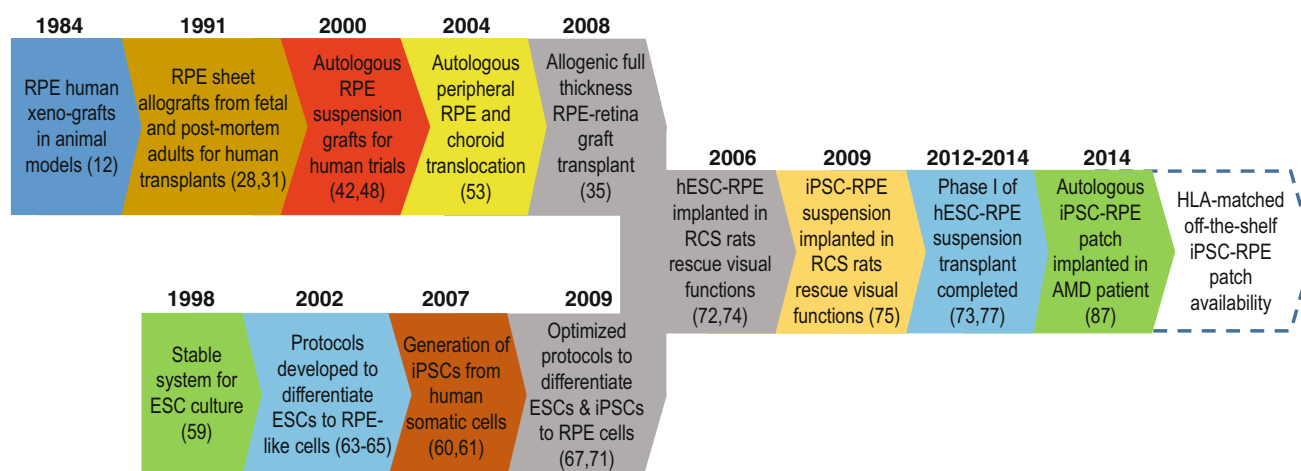 1984
RPE human
xeno-grafts
in animal
models (12)
1991
RPE sheet
allografts from fetal
and post-mortem
adults for human
transplants (28,31)
2000
Autologous
RPE
suspension
grafts for
human trials
(42,48)
2004
Autologous
peripheral
RPE and
choroid
translocation
(53)
2008
Allogenic full
thickness
RPE-retina
graft
transplant
(35)
1998
Stable
system for
ESC culture
(59)
2002
Protocols
developed to
differentiate
ESCs to RPE-
like cells (63-65)
2007
Generation of
iPSCs from
human
somatic cells
(60,61)
2009
Optimized
protocols to
differentiate
ESCs & iPSCs
to RPE cells
(67,71)
2006
hESC-RPE
implanted in
RCS rats
rescue visual
functions
(72,74)
2009
iPSC-RPE
suspension
implanted in
RCS rats
rescue visual
functions (75)
2012-2014
Phase I of
hESC-RPE
suspension
transplant
completed
(73,77)
2014
Autologous
iPSC-RPE
patch
implanted in
AMD patient
(87)
HLA-matched
off-the-shelf
iPSC-RPE
patch
availability